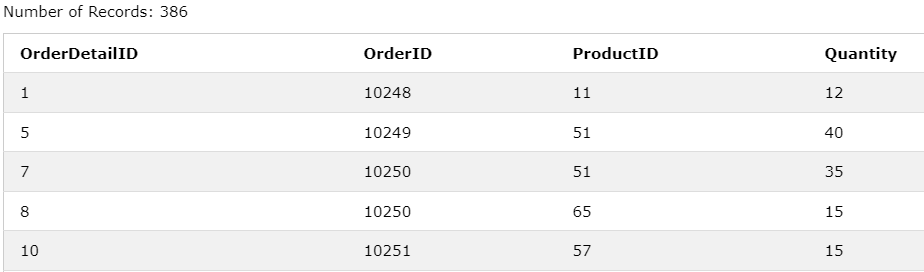 Number of Records: 386
OrderDetailID OrderID ProductID Quantity
1 10248 11 12
5 10249 51 40
7 10250 51 35
8 10250 65 15
10 10251 57 15